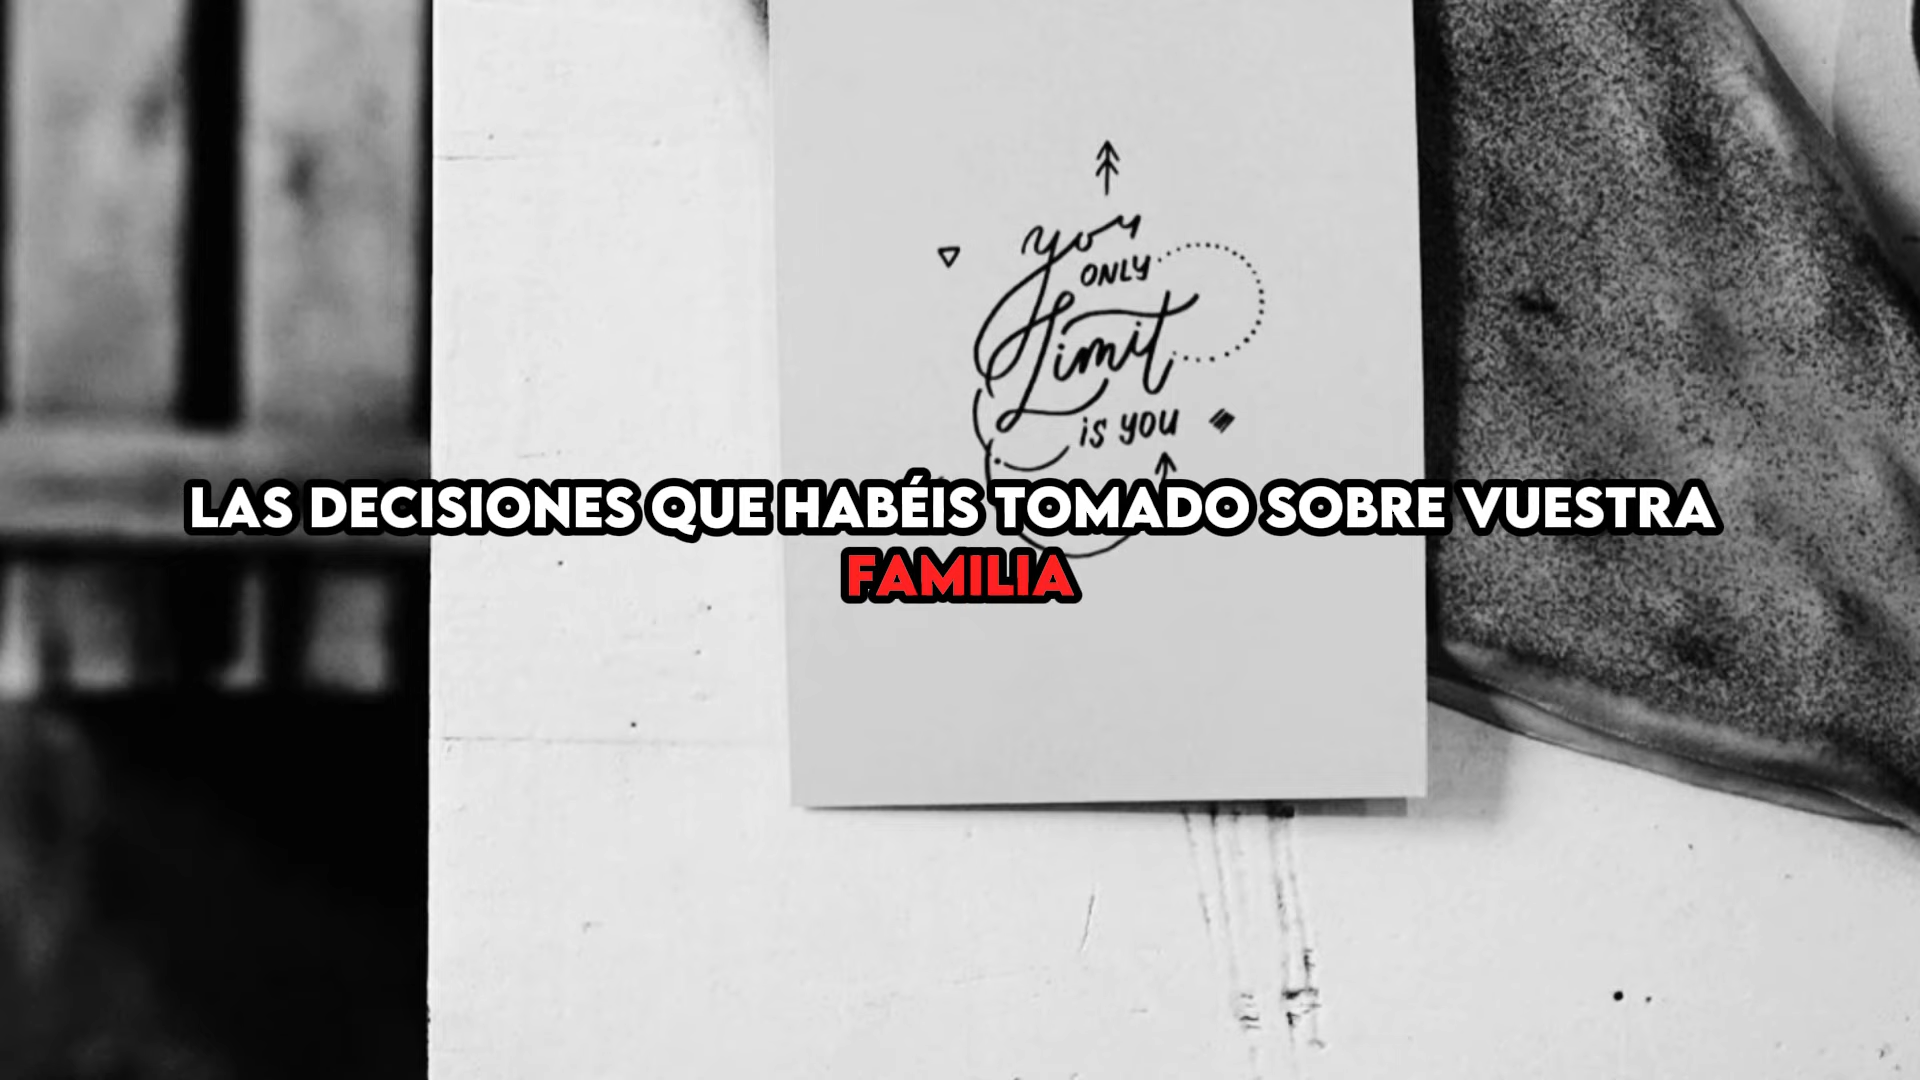 you
ONLY
Limit
is you
LAS DECISIONES QUE HABÉIS TOMADO SOBRE VUESTRA
FAMILIA